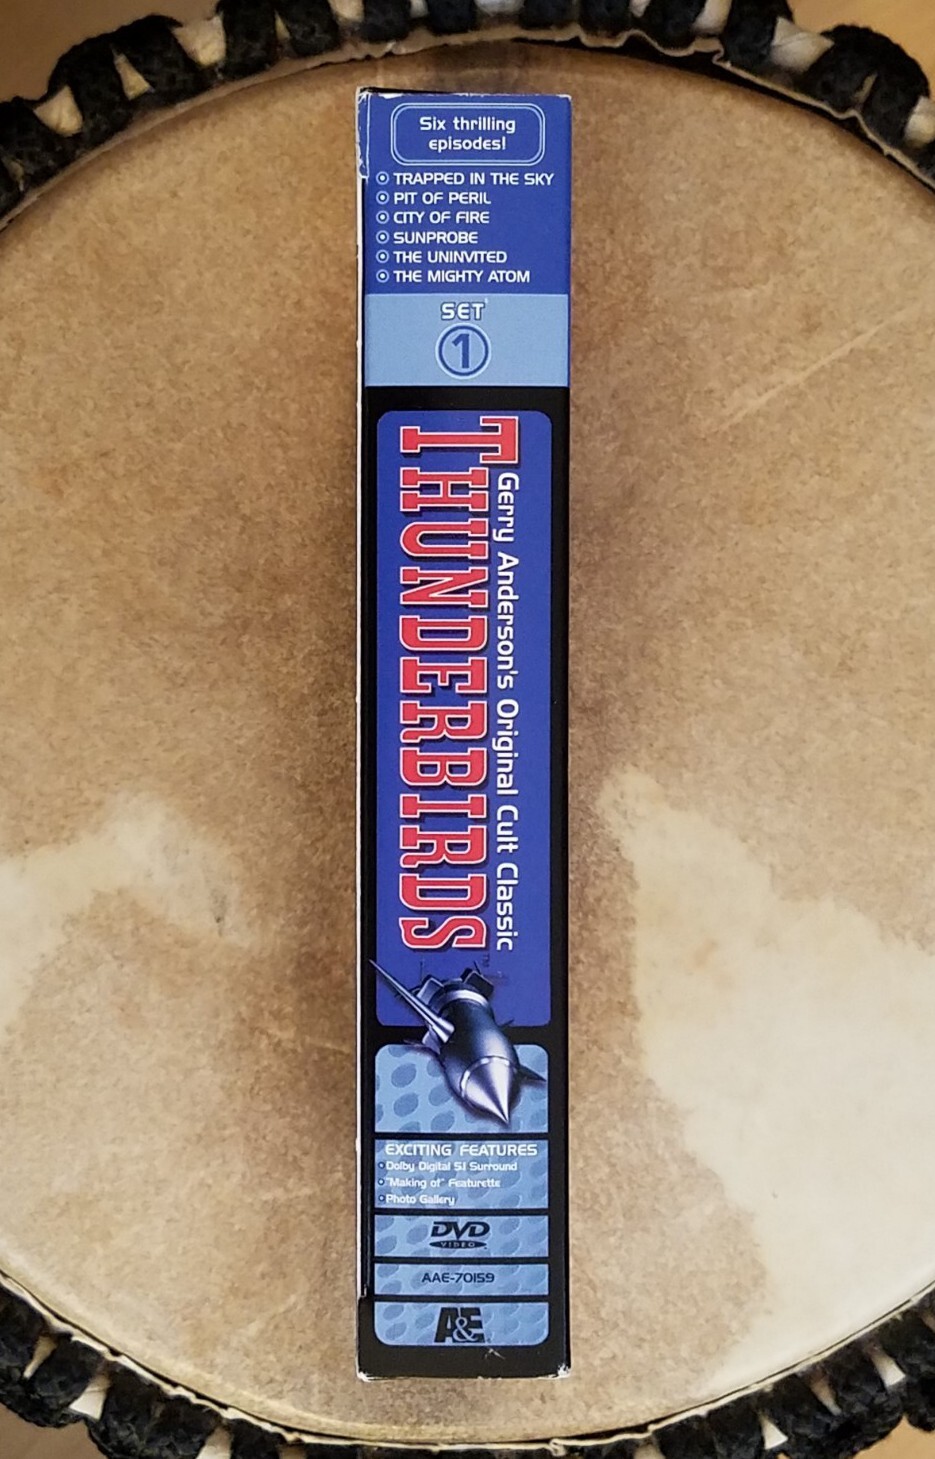 Six thrilling
episodes!
TRAPPED IN THE SKY
PIT OF PERIL
CITY OF FIRE
SUNPROBE
THE UNINVITED
THE MIGHTY ATOM
SET
1
Gerry Anderson's Original Cult Classic
THUNDERBIRDS™
EXCITING FEATURES
• Dolby Digital 5.1 Surround
• "Making of" Featurette
• Photo Gallery
DVD
VIDEO
AAE-70159
A&E